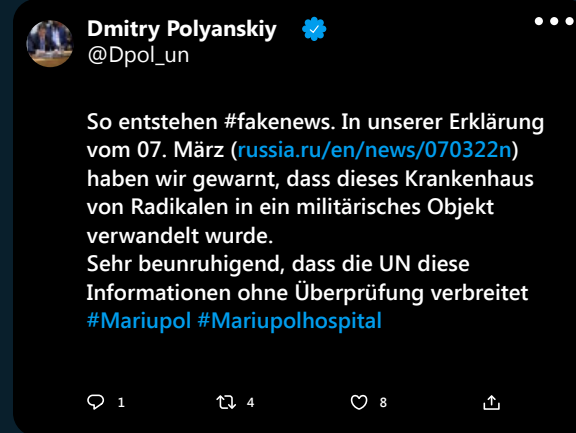 Dmitry Polyanskiy
@Dpol_un
So entstehen #fakenews. In unserer Erklärung
vom 07. März (russia.ru/en/news/070322n)
haben wir gewarnt, dass dieses Krankenhaus
von Radikalen in ein militärisches Objekt
verwandelt wurde.
Sehr beunruhigend, dass die UN diese
Informationen ohne Überprüfung verbreitet
#Mariupol #Mariupolhospital
1 4 8